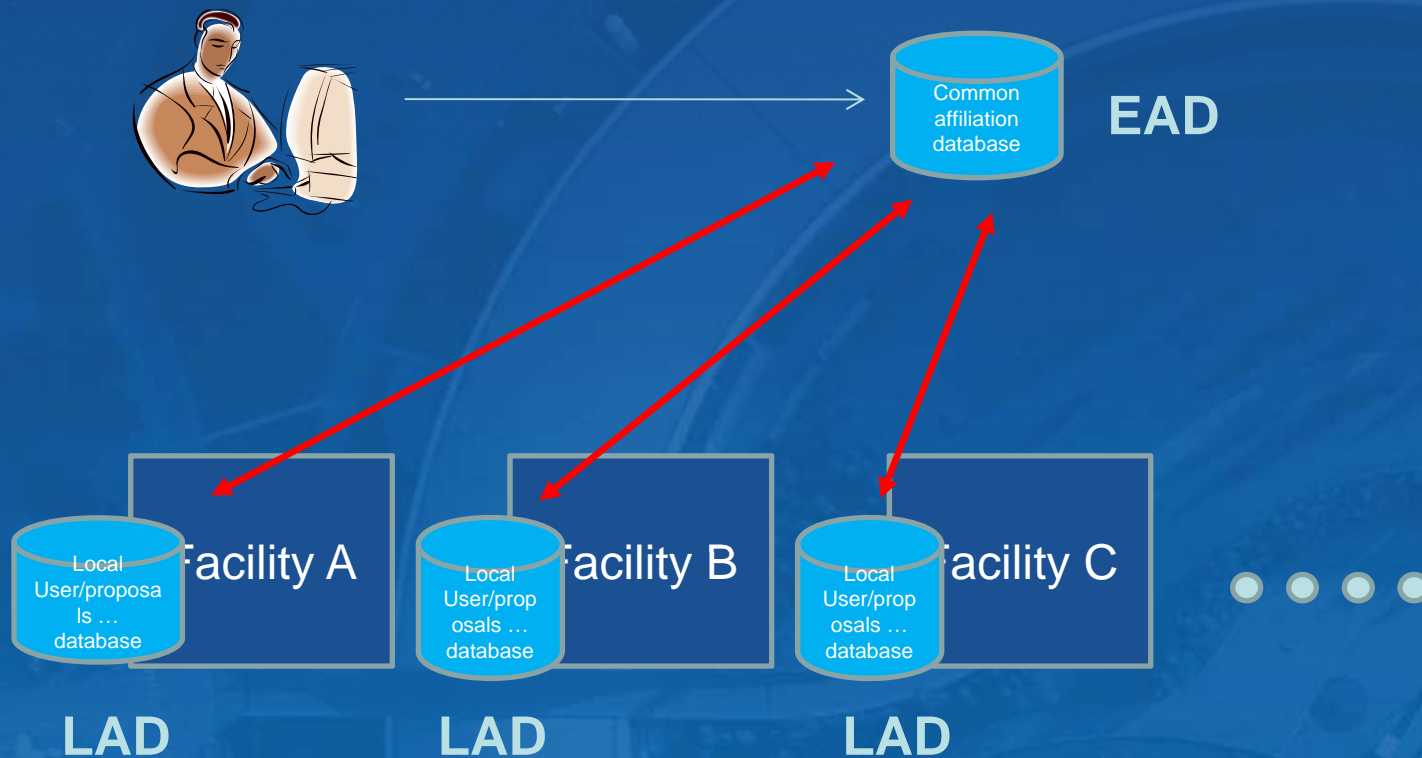 Common
affiliation
database
EAD
Local
User/proposa
ls …
database
Facility A
Local
User/prop
osals …
database
Facility B
Local
User/prop
osals …
database
Facility C
LAD
LAD
LAD